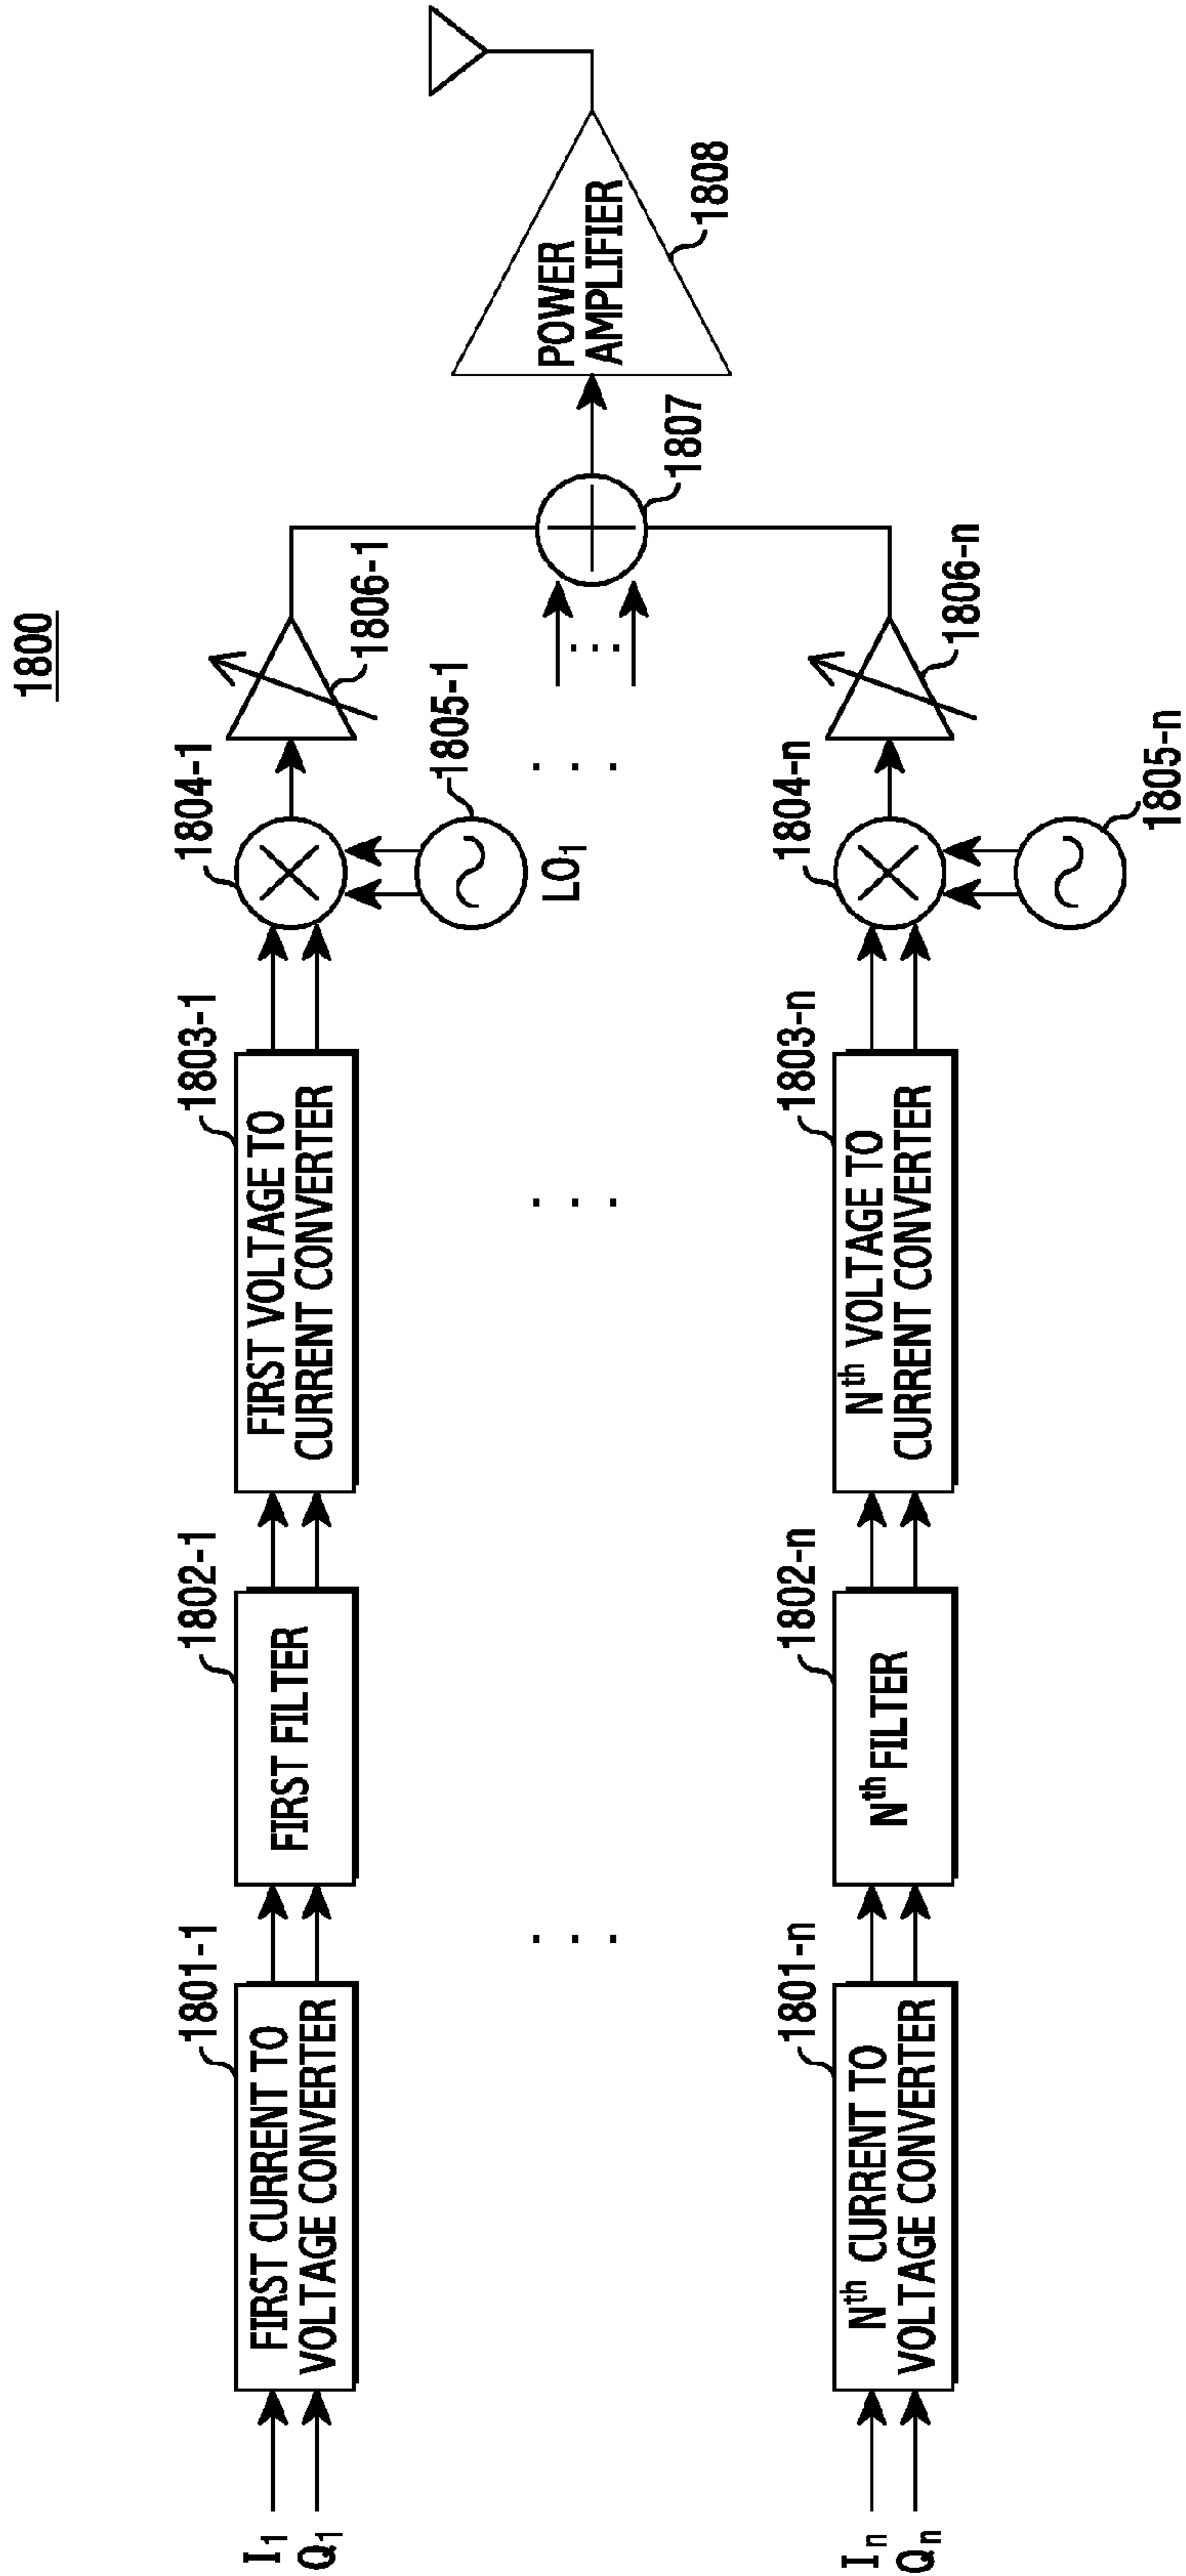 1800
I1
Q1
FIRST CURRENT TO
VOLTAGE CONVERTER
1801-1
FIRST FILTER
1802-1
FIRST VOLTAGE TO
CURRENT CONVERTER
1803-1
1804-1
1805-1
LO1
1806-1
. . .
. . .
. . .
...
1807
POWER
AMPLIFIER
1808
In
Qn
Nth CURRENT TO
VOLTAGE CONVERTER
1801-n
Nth FILTER
1802-n
Nth VOLTAGE TO
CURRENT CONVERTER
1803-n
1804-n
1805-n
1806-n